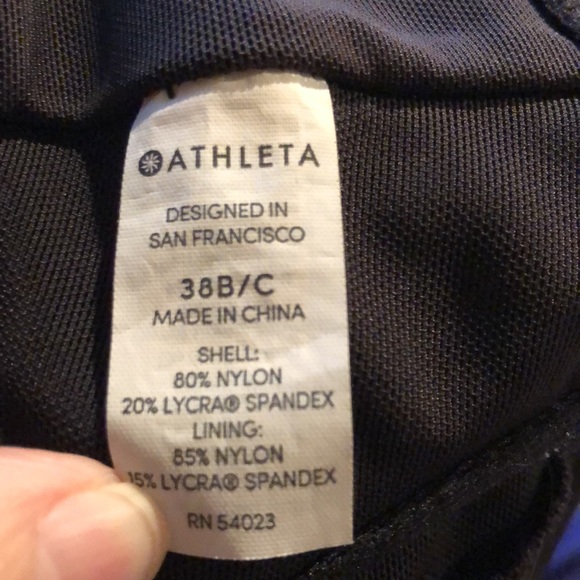 ATHLETA
DESIGNED IN
SAN FRANCISCO
38B/C
MADE IN CHINA
SHELL:
80% NYLON
20% LYCRA® SPANDEX
LINING:
85% NYLON
15% LYCRA® SPANDEX
RN 54023